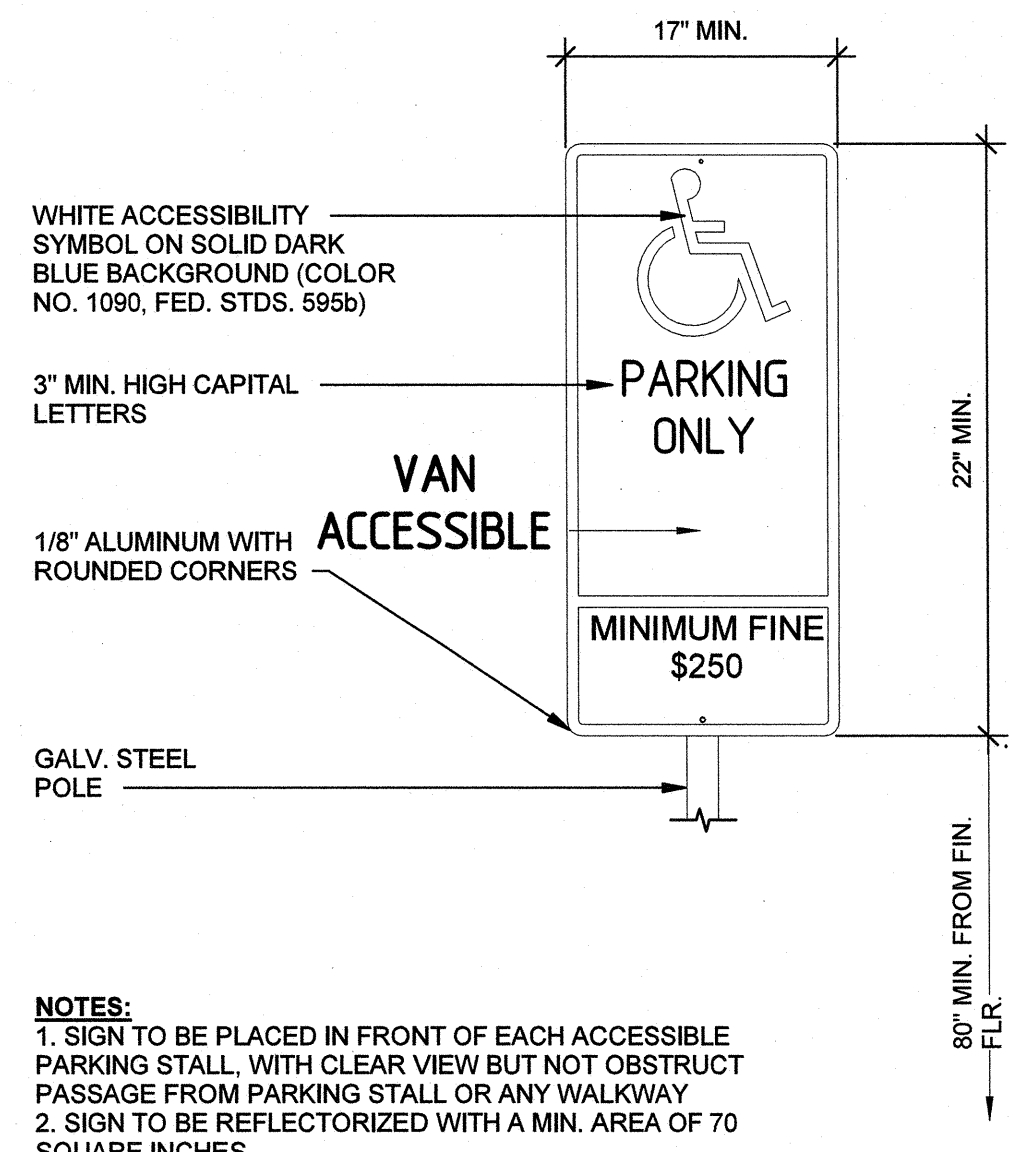 17" MIN.
WHITE ACCESSIBILITY
SYMBOL ON SOLID DARK
BLUE BACKGROUND (COLOR
NO. 1090, FED. STDS. 595b)
3" MIN. HIGH CAPITAL
LETTERS
PARKING
ONLY
22" MIN.
VAN
ACCESSIBLE
1/8" ALUMINUM WITH
ROUNDED CORNERS
MINIMUM FINE
$250
GALV. STEEL
POLE
80" MIN. FROM FIN.
FLR.
NOTES:
1. SIGN TO BE PLACED IN FRONT OF EACH ACCESSIBLE
PARKING STALL, WITH CLEAR VIEW BUT NOT OBSTRUCT
PASSAGE FROM PARKING STALL OR ANY WALKWAY
2. SIGN TO BE REFLECTORIZED WITH A MIN. AREA OF 70
SQUARE INCHES